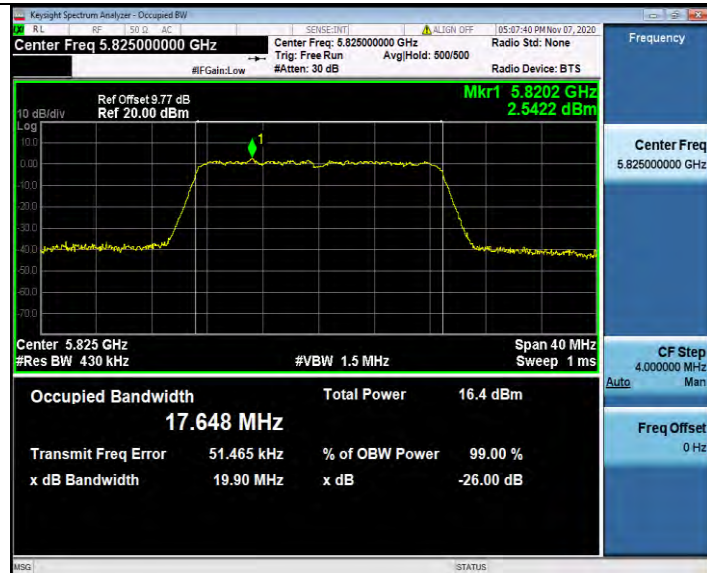 Keysight Spectrum Analyzer - Occupied BW
RL RF 50 Ω AC SENSE:INT ALIGN OFF 05:07:40 PM Nov 07, 2020
Center Freq 5.825000000 GHz
Center Freq: 5.825000000 GHz
Radio Std: None
Trig: Free Run Avg|Hold: 500/500
#IFGain:Low #Atten: 30 dB Radio Device: BTS
Frequency
Ref Offset 9.77 dB
10 dB/div Ref 20.00 dBm
Mkr1 5.8202 GHz
2.5422 dBm
Log
10.0
0.00
-10.0
-20.0
-30.0
-40.0
-50.0
-60.0
-70.0
1
Center 5.825 GHz Span 40 MHz
#Res BW 430 kHz #VBW 1.5 MHz Sweep 1 ms
Occupied Bandwidth Total Power 16.4 dBm
17.648 MHz
Transmit Freq Error 51.465 kHz % of OBW Power 99.00 %
x dB Bandwidth 19.90 MHz x dB -26.00 dB
Center Freq
5.825000000 GHz
CF Step
4.000000 MHz
Auto Man
Freq Offset
0 Hz
MSG STATUS